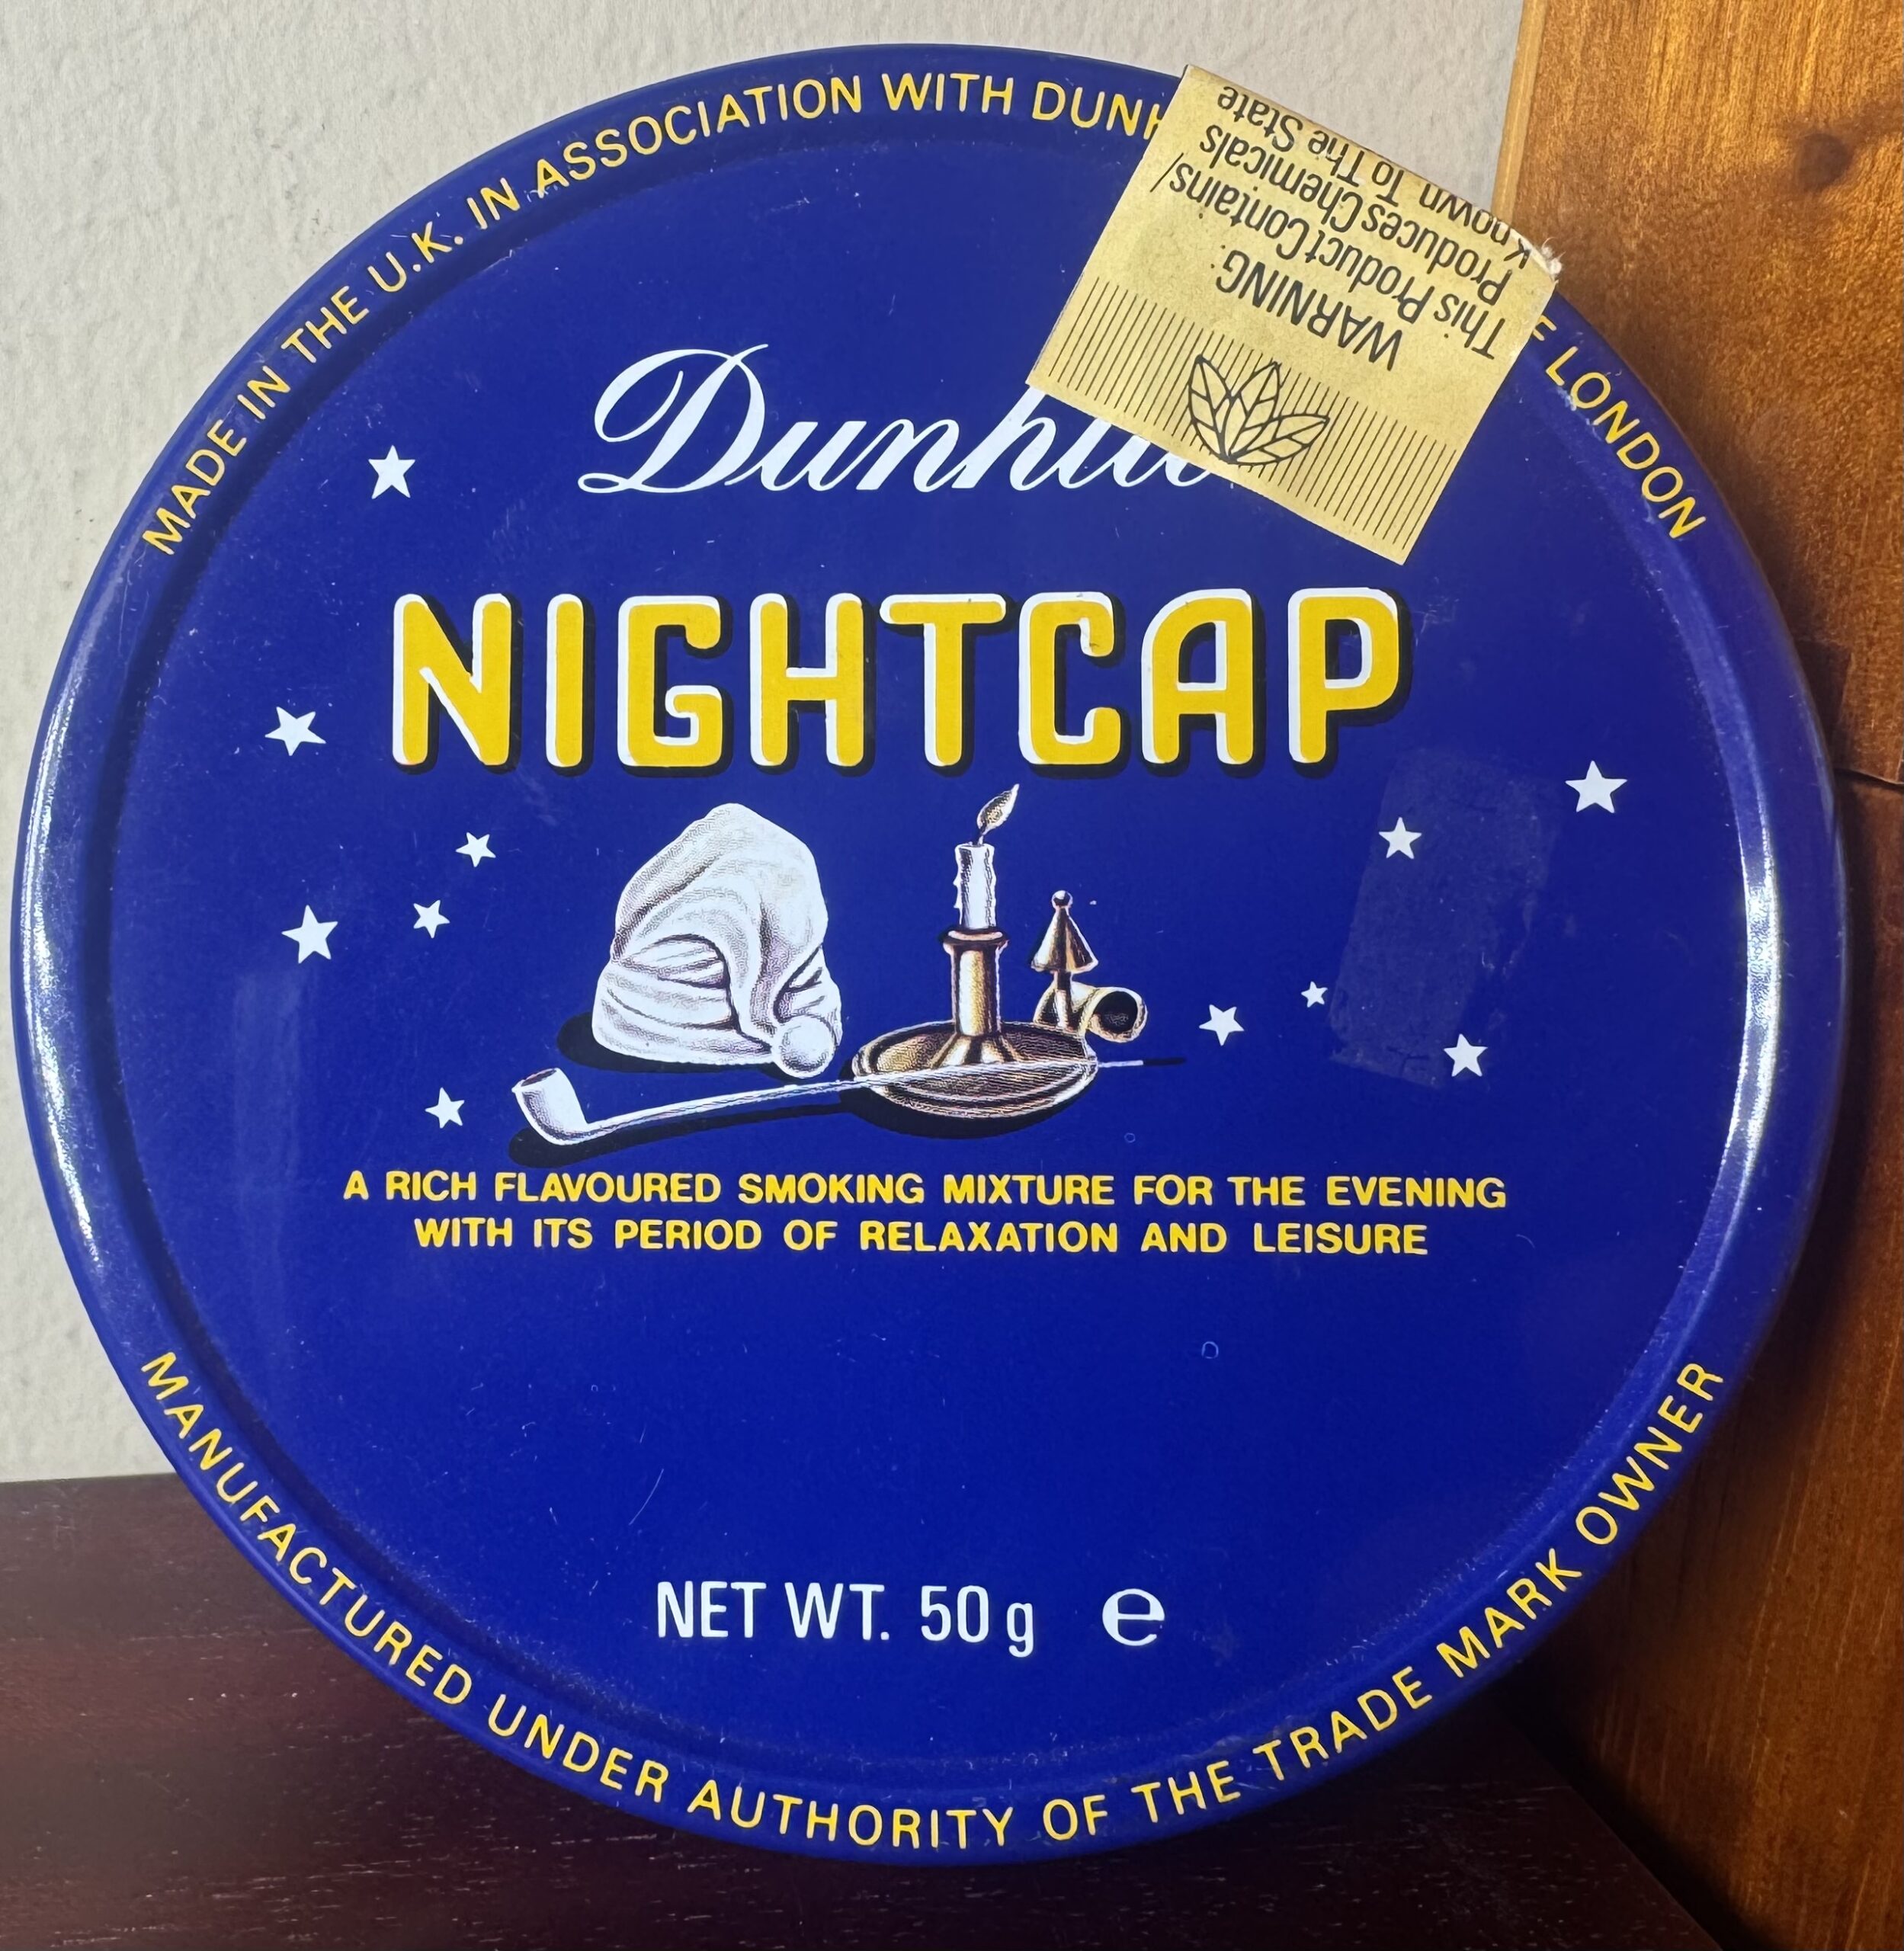 MADE IN THE U.K. IN ASSOCIATION WITH
LONDON
WARNING:
This Product Contains/
Produces Chemicals
Known To The State
Dunhill
NIGHTCAP
A RICH FLAVOURED SMOKING MIXTURE FOR THE EVENING
WITH ITS PERIOD OF RELAXATION AND LEISURE
NET WT. 50g e
MANUFACTURED UNDER AUTHORITY OF THE TRADE MARK OWNER